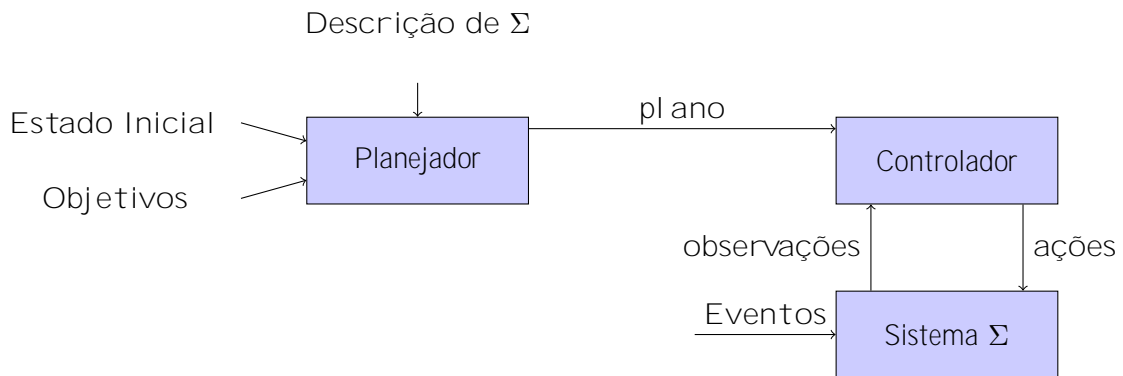 Descrição de Σ
Estado Inicial
Objetivos
Planejador
plano
Controlador
observações
ações
Eventos
Sistema Σ